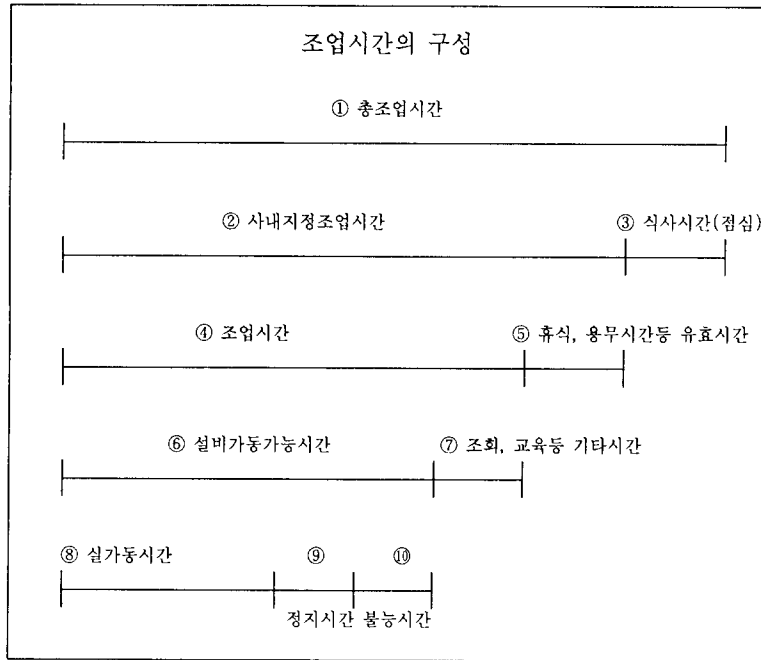 조업시간의 구성
① 총조업시간
② 사내지정조업시간 ③ 식사시간(점심)
④ 조업시간 ⑤ 휴식, 용무시간등 유효시간
⑥ 설비가동가능시간 ⑦ 조회, 교육등 기타시간
⑧ 실가동시간 ⑨ ⑩
정지시간 불능시간